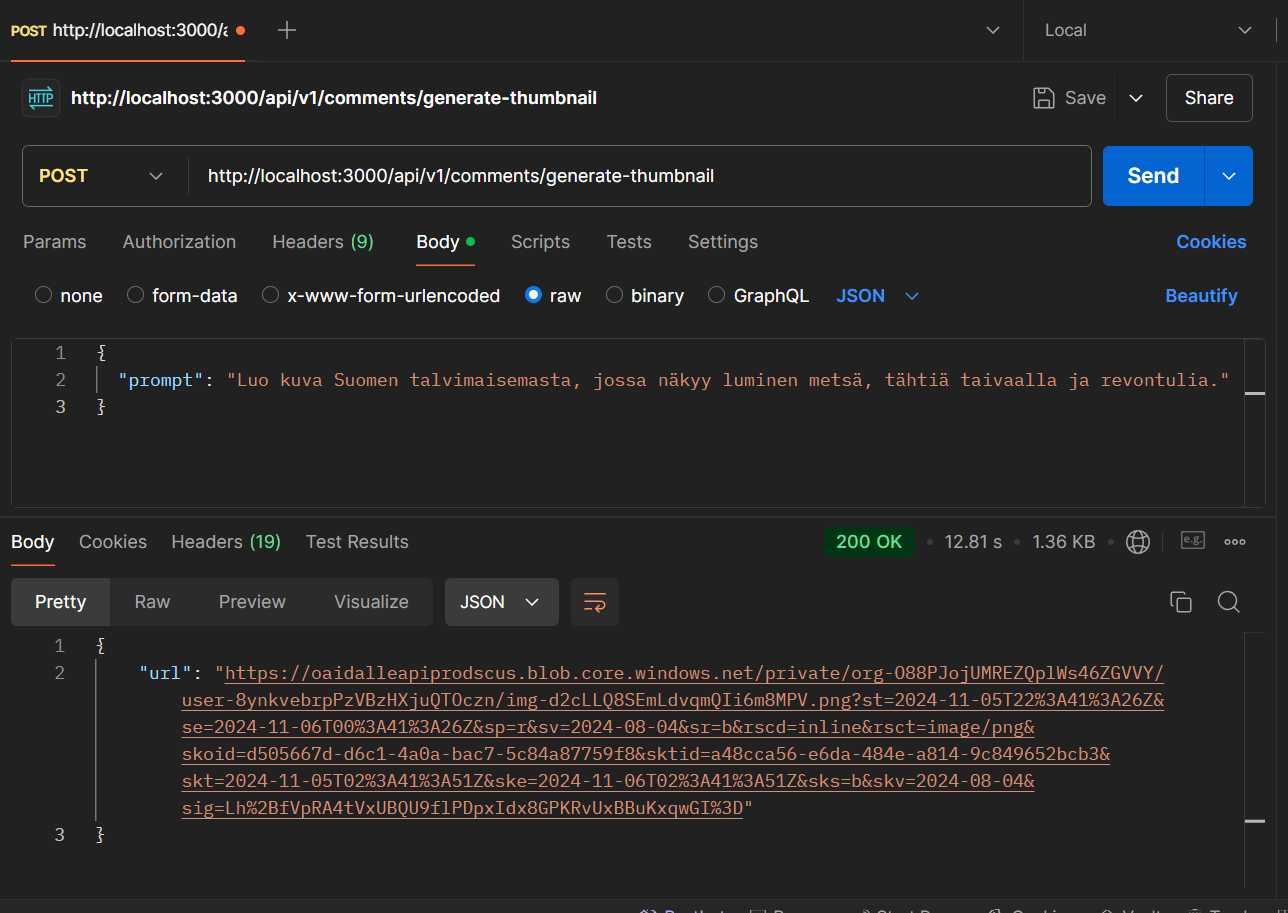 POST http://localhost:3000/a
Local
HTTP http://localhost:3000/api/v1/comments/generate-thumbnail
Save
Share
POST http://localhost:3000/api/v1/comments/generate-thumbnail
Send
Params Authorization Headers (9) Body Scripts Tests Settings Cookies
none form-data x-www-form-urlencoded raw binary GraphQL JSON Beautify
1 {
2 "prompt": "Luo kuva Suomen talvimaisemasta, jossa näkyy luminen metsä, tähtiä taivaalla ja revontulia."
3 }
Body Cookies Headers (19) Test Results 200 OK 12.81 s 1.36 KB e.g.
Pretty Raw Preview Visualize JSON
1 {
2 "url": "https://oaidalleapiprodscus.blob.core.windows.net/private/org-O88PJojUMREZQplWs46ZGVVY/
user-8ynkvebrpPzVBzHXjuQTOczn/img-d2cLLQ8SEmLdvqmQIi6m8MPV.png?st=2024-11-05T22%3A41%3A26Z&
se=2024-11-06T00%3A41%3A26Z&sp=r&sv=2024-08-04&sr=b&rscd=inline&rsct=image/png&
skoid=d505667d-d6c1-4a0a-bac7-5c84a87759f8&sktid=a48cca56-e6da-484e-a814-9c849652bcb3&
skt=2024-11-05T02%3A41%3A51Z&ske=2024-11-06T02%3A41%3A51Z&sks=b&skv=2024-08-04&
sig=Lh%2BfVpRA4tVxUBQU9flPDpxIdx8GPKRvUxBBuKxqwGI%3D"
3 }